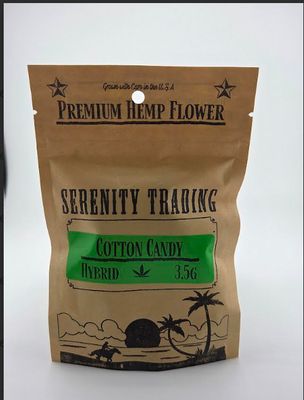 Grown with Care in the U.S.A
Premium Hemp Flower
Serenity Trading
Cotton Candy
Hybrid 3.5g